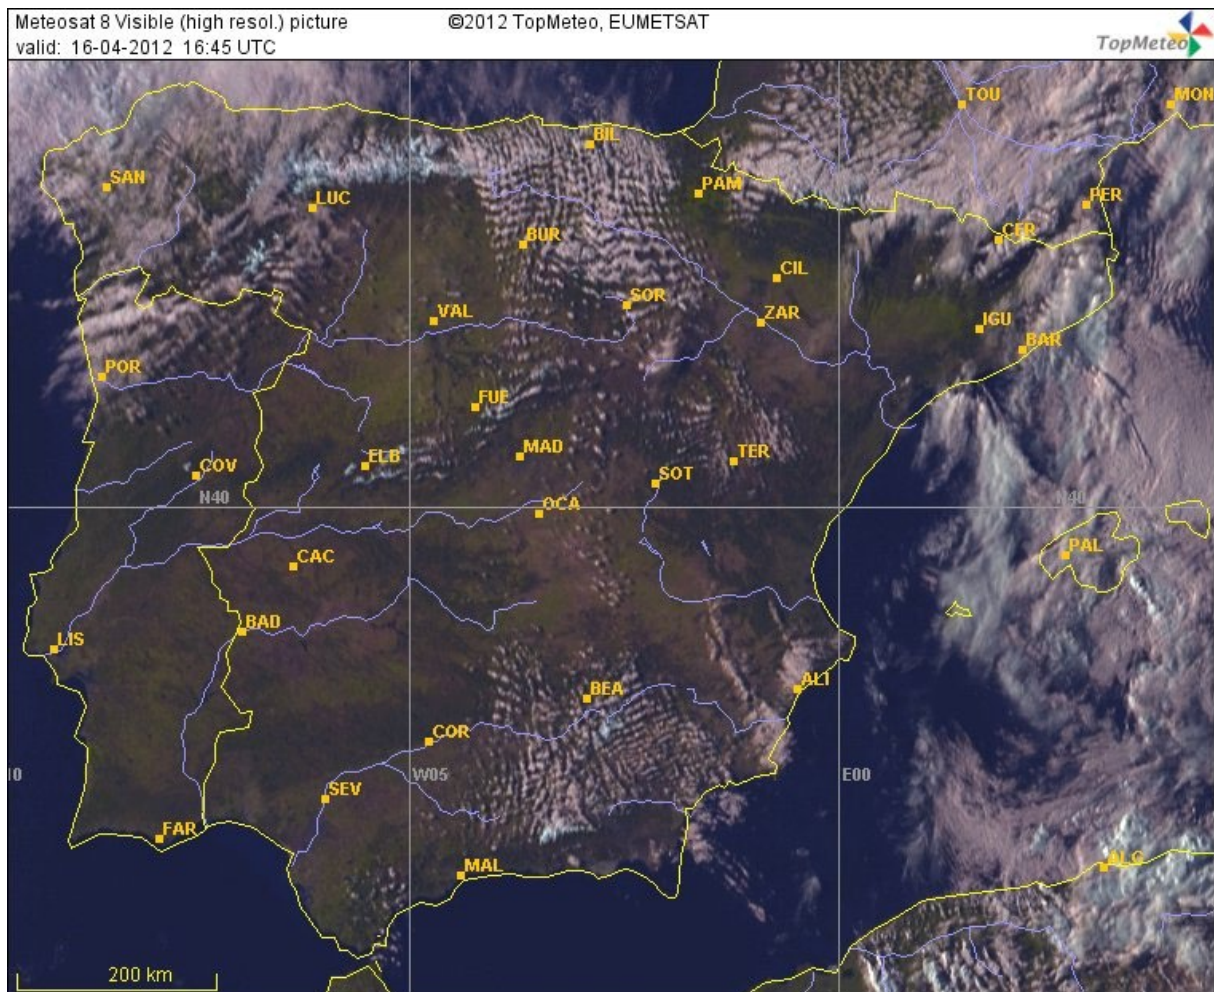 Meteosat 8 Visible (high resol.) picture ©2012 TopMeteo, EUMETSAT
valid: 16-04-2012 16:45 UTC
TopMeteo
TOU
MON
BIL
SAN
PAM
LUC
PER
CER
BUR
CIL
SOR
VAL
ZAR
IGU
BAR
POR
FUE
MAD
TER
ELB
COV
SOT
N40
N40
OCA
PAL
CAC
BAD
LIS
ALI
BEA
COR
10
W05
E00
SEV
FAR
ALG
MAL
200 km